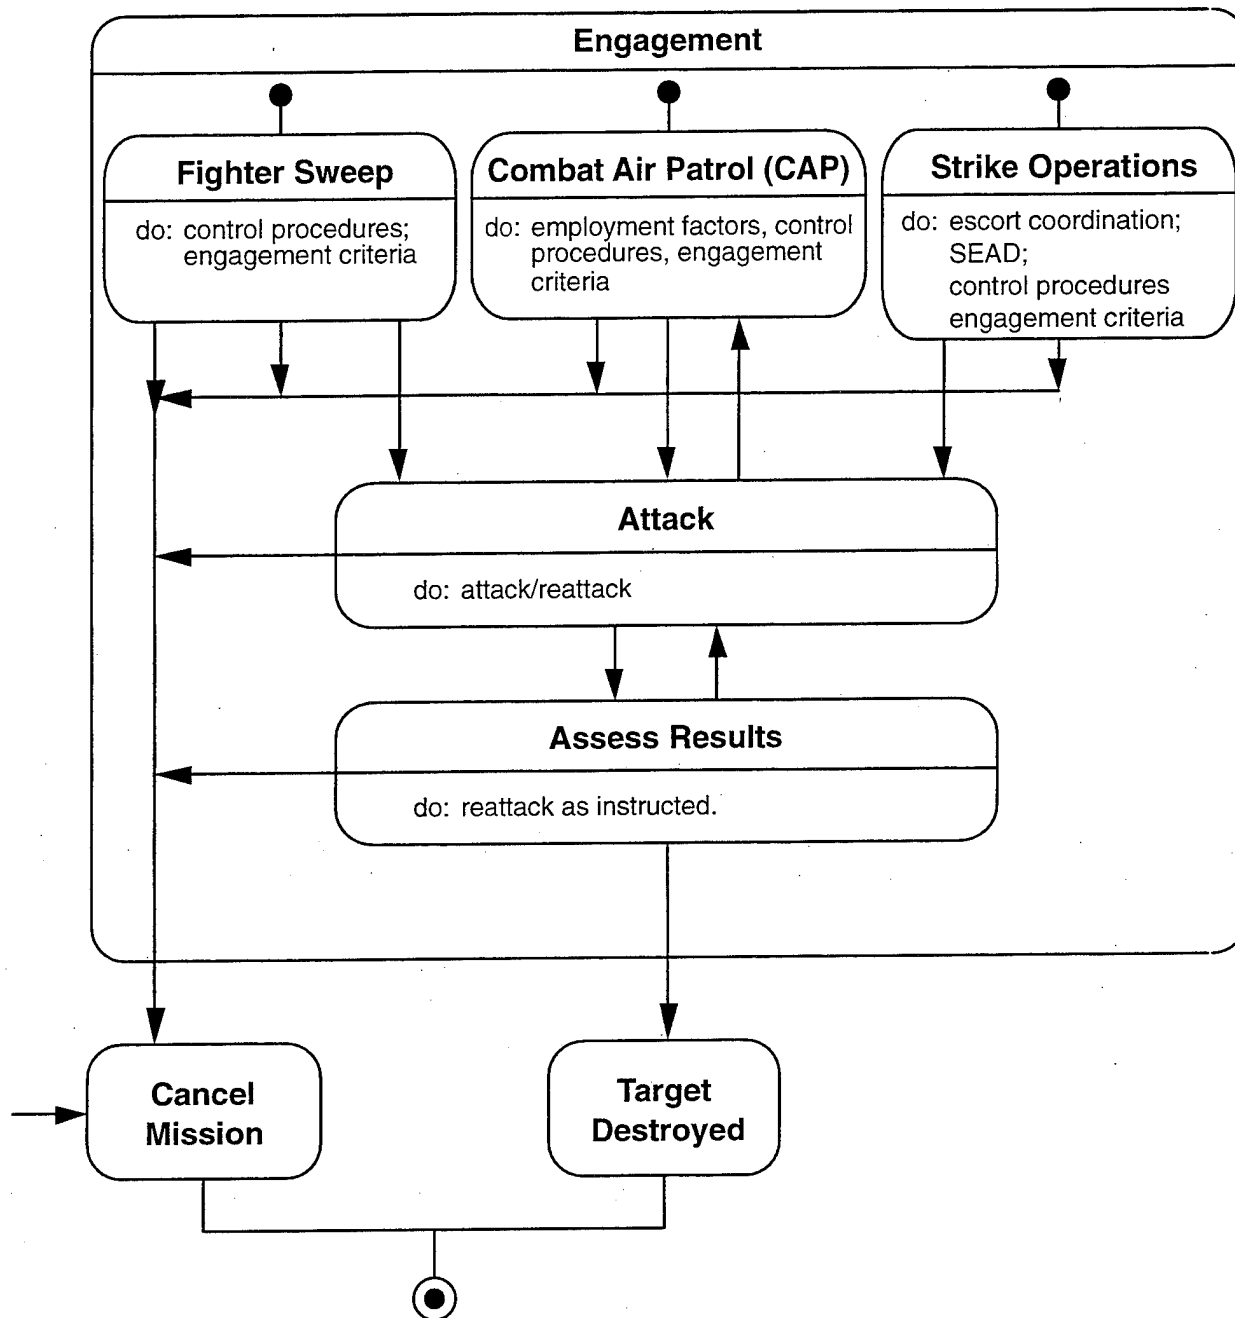 Engagement
Fighter Sweep
do: control procedures;
engagement criteria
Combat Air Patrol (CAP)
do: employment factors, control
procedures, engagement
criteria
Strike Operations
do: escort coordination;
SEAD;
control procedures
engagement criteria
Attack
do: attack/reattack
Assess Results
do: reattack as instructed.
Cancel
Mission
Target
Destroyed